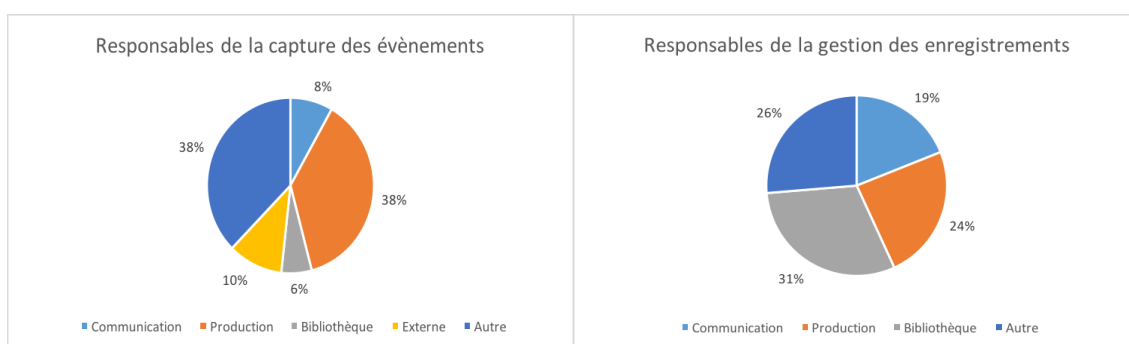 Responsables de la capture des évènements
8%
38%
38%
10%
6%
Communication Production Bibliothèque Externe Autre
Responsables de la gestion des enregistrements
19%
26%
24%
31%
Communication Production Bibliothèque Autre